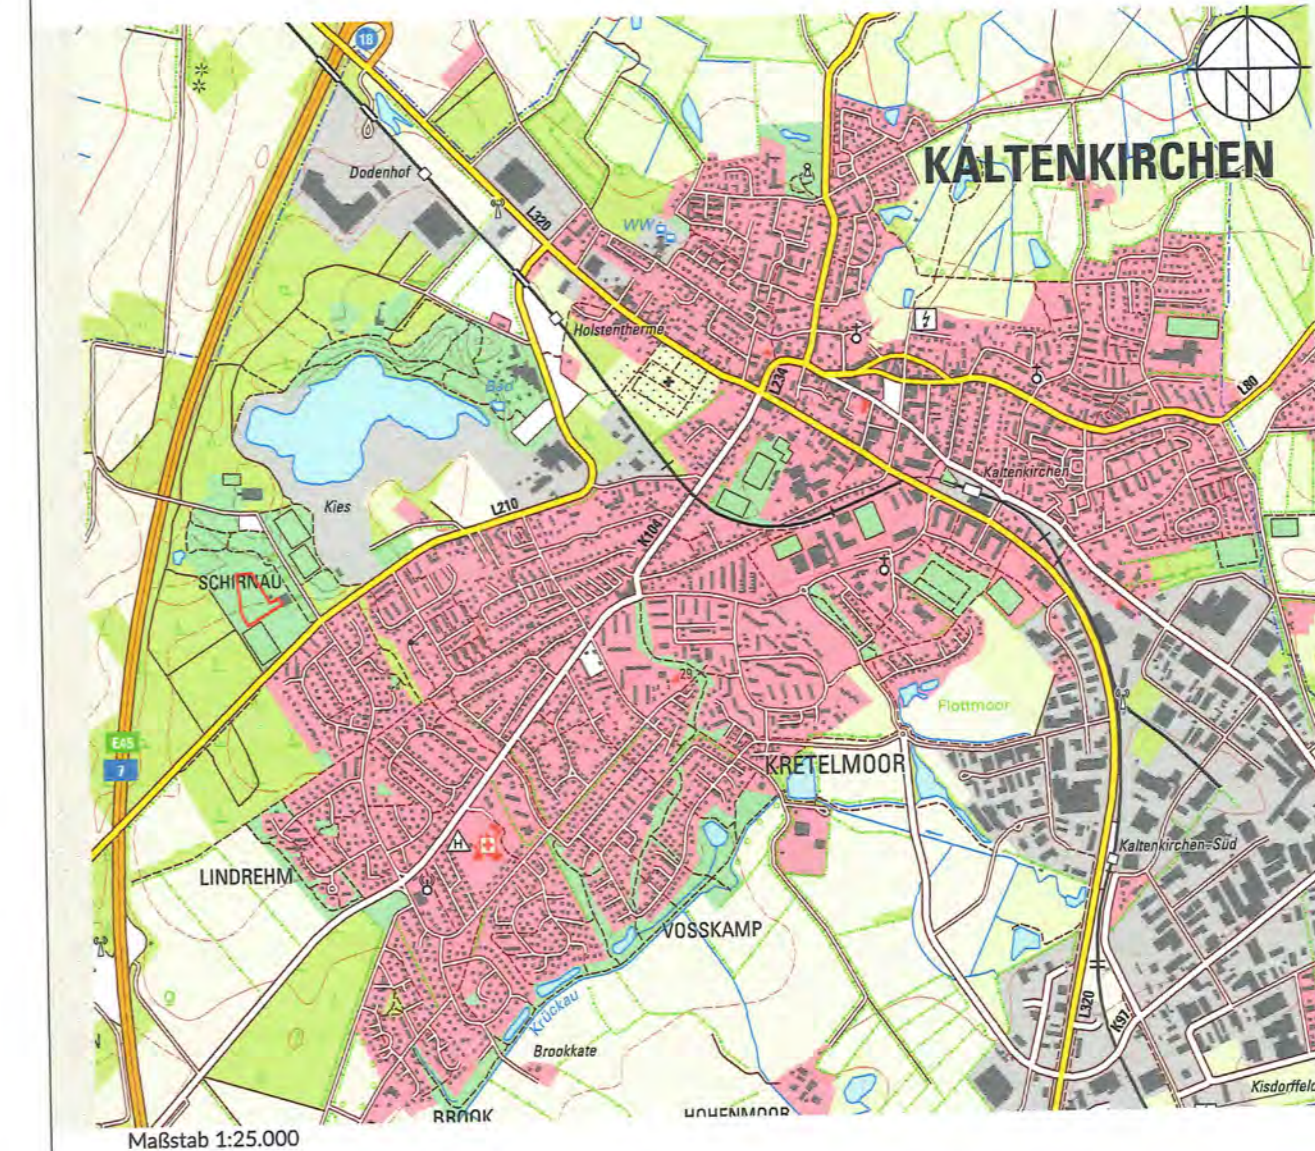 18
N
KALTENKIRCHEN
Dodenhof
L320
WW
Holstentherme
L234
L80
Bad
Kaltenkirchen
Kies
L210
K104
SCHIRNAU
29
Flottmoor
E45
7
KRETELMOOR
H
Kaltenkirchen-Süd
LINDREHM
VOSSKAMP
Krückau
L320
K97
Brookkate
Kisdorffeld
BROOK
HOHENMOOR
Maßstab 1:25.000